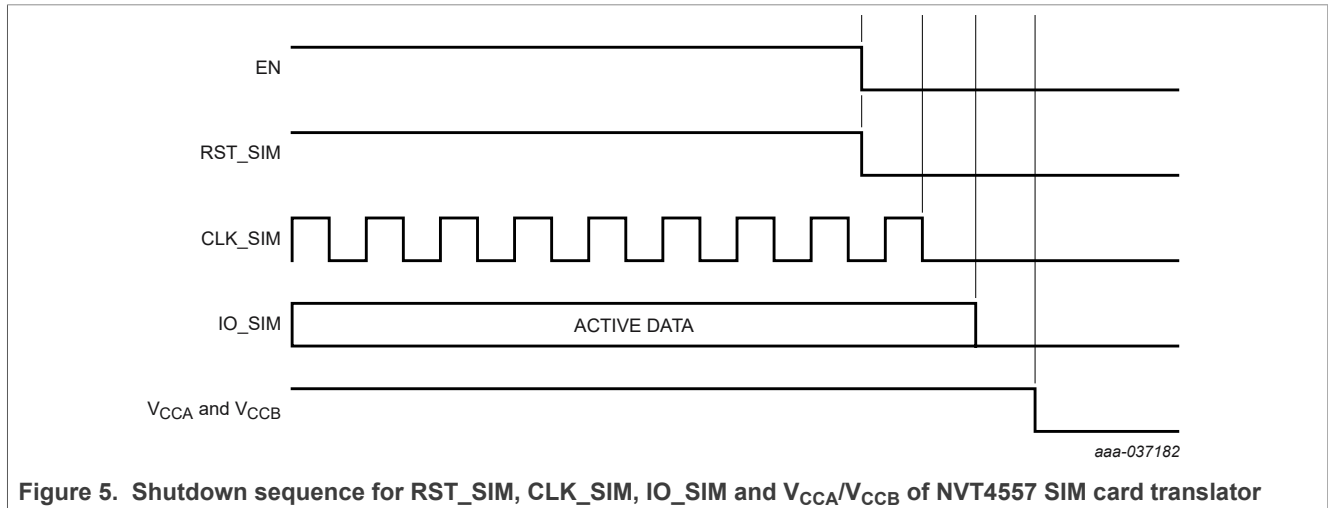 EN
RST_SIM
CLK_SIM
IO_SIM
ACTIVE DATA
VCCA and VCCB
aaa-037182
Figure 5. Shutdown sequence for RST_SIM, CLK_SIM, IO_SIM and VCCA/VCCB of NVT4557 SIM card translator